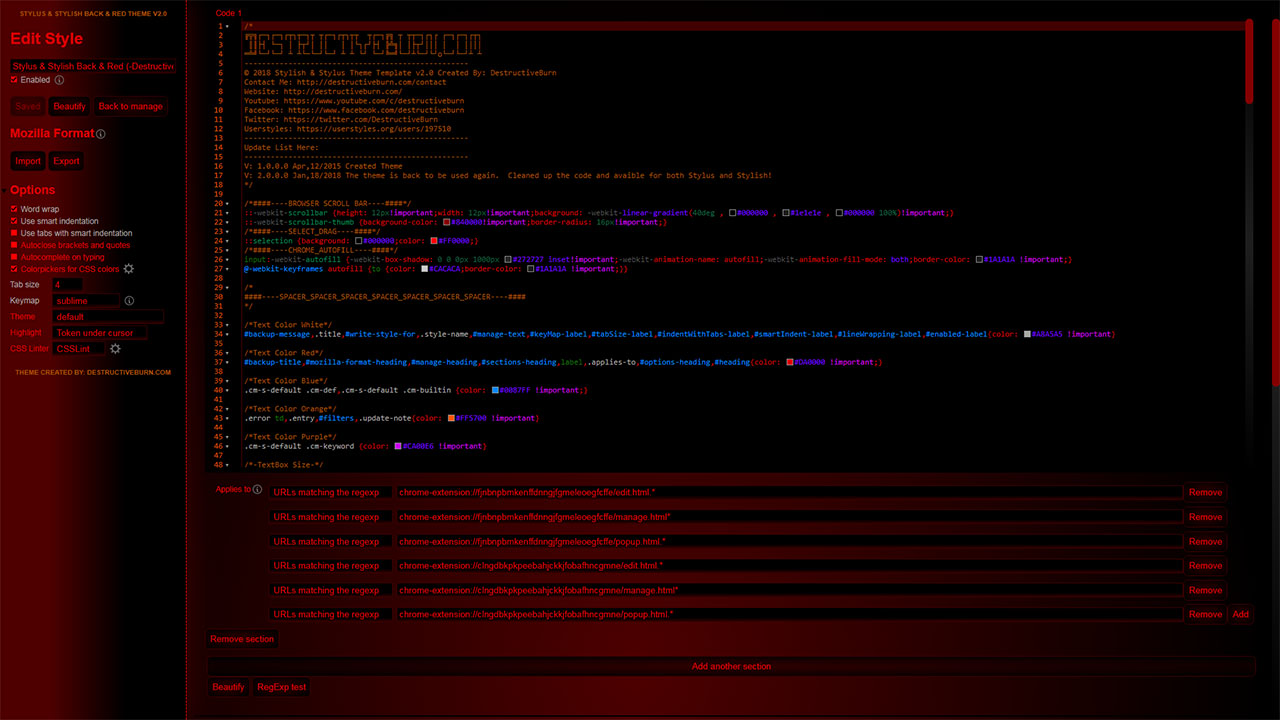 STYLUS & STYLISH BACK & RED THEME V2.0
Edit Style
Stylus & Stylish Back & Red (-Destructive
Enabled
Saved Beautify Back to manage
Mozilla Format
Import Export
Options
Word wrap
Use smart indentation
Use tabs with smart indentation
Autoclose brackets and quotes
Autocomplete on typing
Colorpickers for CSS colors
Tab size 4
Keymap sublime
Theme default
Highlight Token under cursor
CSS Linter CSSLint
THEME CREATED BY: DESTRUCTIVEBURN.COM
Code 1
1 /*
2
3
4
5 --------------------------------------------------
6 © 2018 Stylish & Stylus Theme Template v2.0 Created By: DestructiveBurn
7 Contact Me: http://destructiveburn.com/contact
8 Website: http://destructiveburn.com/
9 Youtube: https://www.youtube.com/c/destructiveburn
10 Facebook: https://www.facebook.com/destructiveburn
11 Twitter: https://twitter.com/DestructiveBurn
12 Userstyles: https://userstyles.org/users/197510
13 --------------------------------------------------
14 Update List Here:
15 --------------------------------------------------
16 V: 1.0.0.0 Apr,12/2015 Created Theme
17 V: 2.0.0.0 Jan,18/2018 The theme is back to be used again.  Cleaned up the code and avaible for both Stylus and Stylish!
18 */
19
20 /*####----BROWSER SCROLL BAR----####*/
21 ::-webkit-scrollbar {height: 12px!important;width: 12px!important;background: -webkit-linear-gradient(40deg , #000000 , #1e1e1e , #000000 100%)!important;}
22 ::-webkit-scrollbar-thumb {background-color: #840000!important;border-radius: 16px!important;}
23 /*####----SELECT_DRAG----####*/
24 ::selection {background: #000000;color: #FF0000;}
25 /*####----CHROME_AUTOFILL----####*/
26 input:-webkit-autofill {-webkit-box-shadow: 0 0 0px 1000px #272727 inset!important;-webkit-animation-name: autofill;-webkit-animation-fill-mode: both;border-color: #1A1A1A !important;}
27 @-webkit-keyframes autofill {to {color: #CACACA;border-color: #1A1A1A !important;}}
28
29 /*
30 ####----SPACER_SPACER_SPACER_SPACER_SPACER_SPACER_SPACER----####
31 */
32
33 /*Text Color White*/
34 #backup-message,.title,#write-style-for,.style-name,#manage-text,#keyMap-label,#tabSize-label,#indentWithTabs-label,#smartIndent-label,#lineWrapping-label,#enabled-label{color: #A8A5A5 !important;}
35
36 /*Text Color Red*/
37 #backup-title,#mozilla-format-heading,#manage-heading,#sections-heading,label,.applies-to,#options-heading,#heading{color: #DA0000 !important;}
38
39 /*Text Color Blue*/
40 .cm-s-default .cm-def,.cm-s-default .cm-builtin {color: #0087FF !important;}
41
42 /*Text Color Orange*/
43 .error td,.entry,#filters,.update-note{color: #FF5700 !important}
44
45 /*Text Color Purple*/
46 .cm-s-default .cm-keyword {color: #CA00E6 !important}
47
48 /*-TextBox Size-*/
Applies to
URLs matching the regexp chrome-extension://fjnbnpbmkenffdnngjfgmeleoegfcffe/edit.html.* Remove
URLs matching the regexp chrome-extension://fjnbnpbmkenffdnngjfgmeleoegfcffe/manage.html* Remove
URLs matching the regexp chrome-extension://fjnbnpbmkenffdnngjfgmeleoegfcffe/popup.html.* Remove
URLs matching the regexp chrome-extension://clngdbkpkpeebahjckkjfobafhncgmne/edit.html.* Remove
URLs matching the regexp chrome-extension://clngdbkpkpeebahjckkjfobafhncgmne/manage.html* Remove
URLs matching the regexp chrome-extension://clngdbkpkpeebahjckkjfobafhncgmne/popup.html.* Remove Add
Remove section
Add another section
Beautify RegExp test